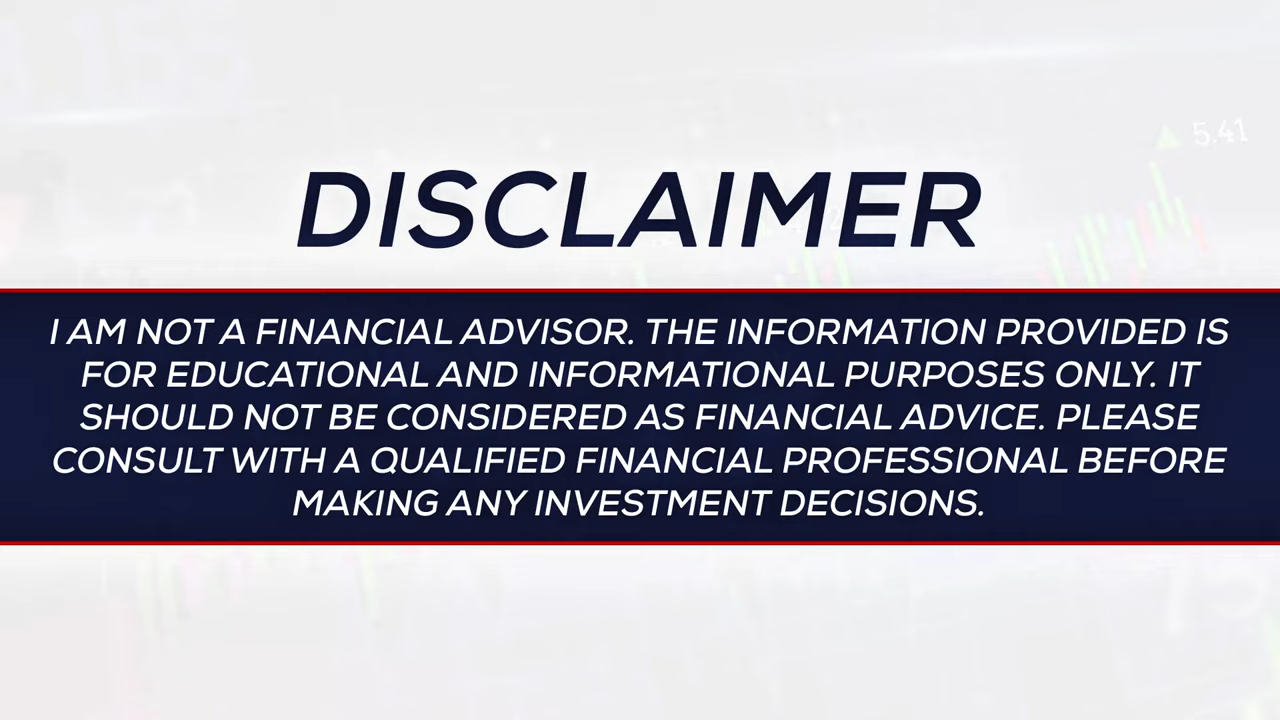 5.41
DISCLAIMER
I AM NOT A FINANCIAL ADVISOR. THE INFORMATION PROVIDED IS
FOR EDUCATIONAL AND INFORMATIONAL PURPOSES ONLY. IT
SHOULD NOT BE CONSIDERED AS FINANCIAL ADVICE. PLEASE
CONSULT WITH A QUALIFIED FINANCIAL PROFESSIONAL BEFORE
MAKING ANY INVESTMENT DECISIONS.